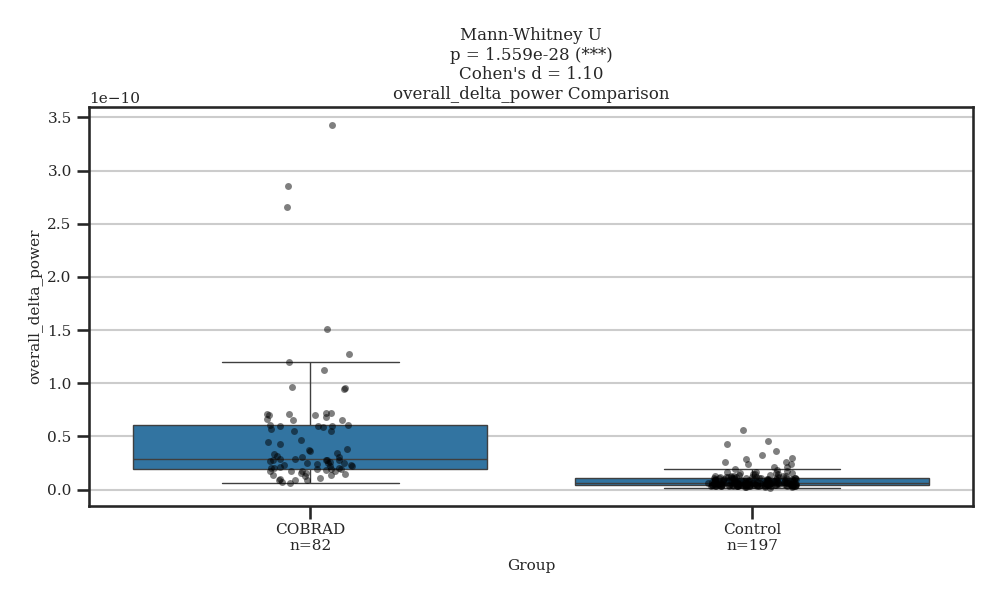 Mann-Whitney U
p = 1.559e-28 (***)
Cohen's d = 1.10
overall_delta_power Comparison
1e−10
3.5
3.0
2.5
2.0
1.5
1.0
0.5
0.0
overall_delta_power
COBRAD
n=82
Control
n=197
Group